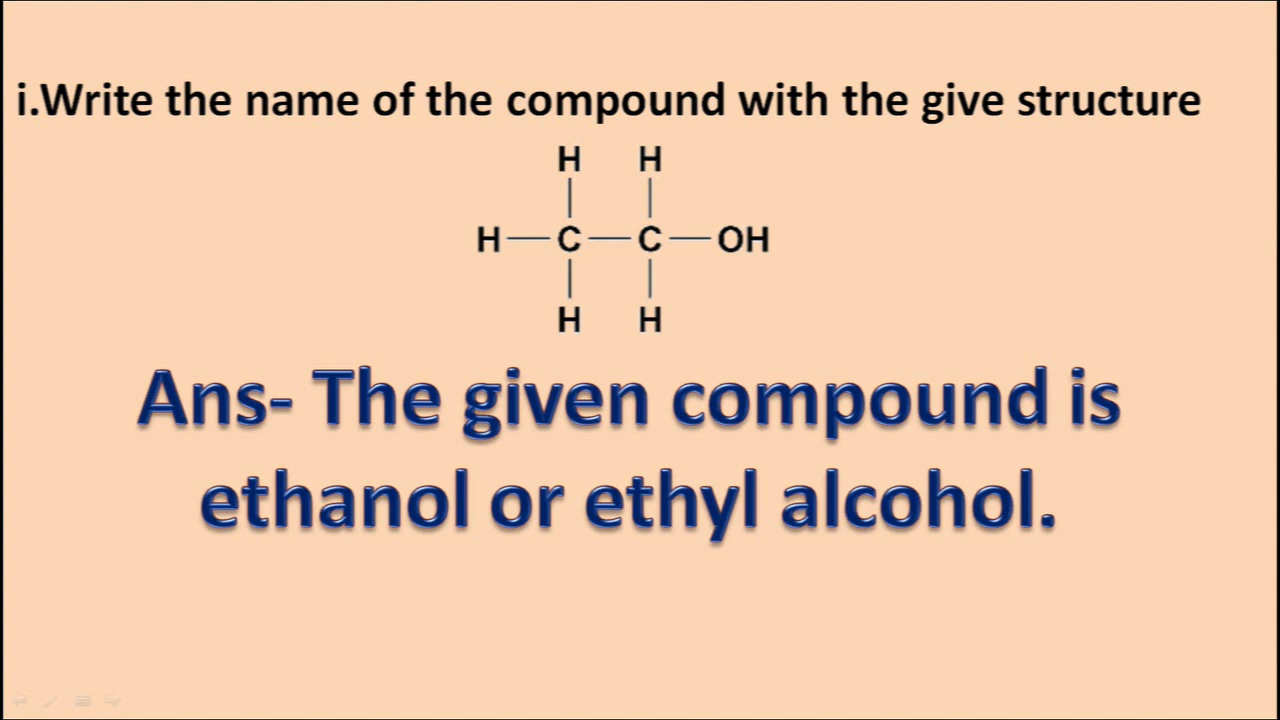 i.Write the name of the compound with the give structure
H H
H C C OH
H H
Ans- The given compound is
ethanol or ethyl alcohol.